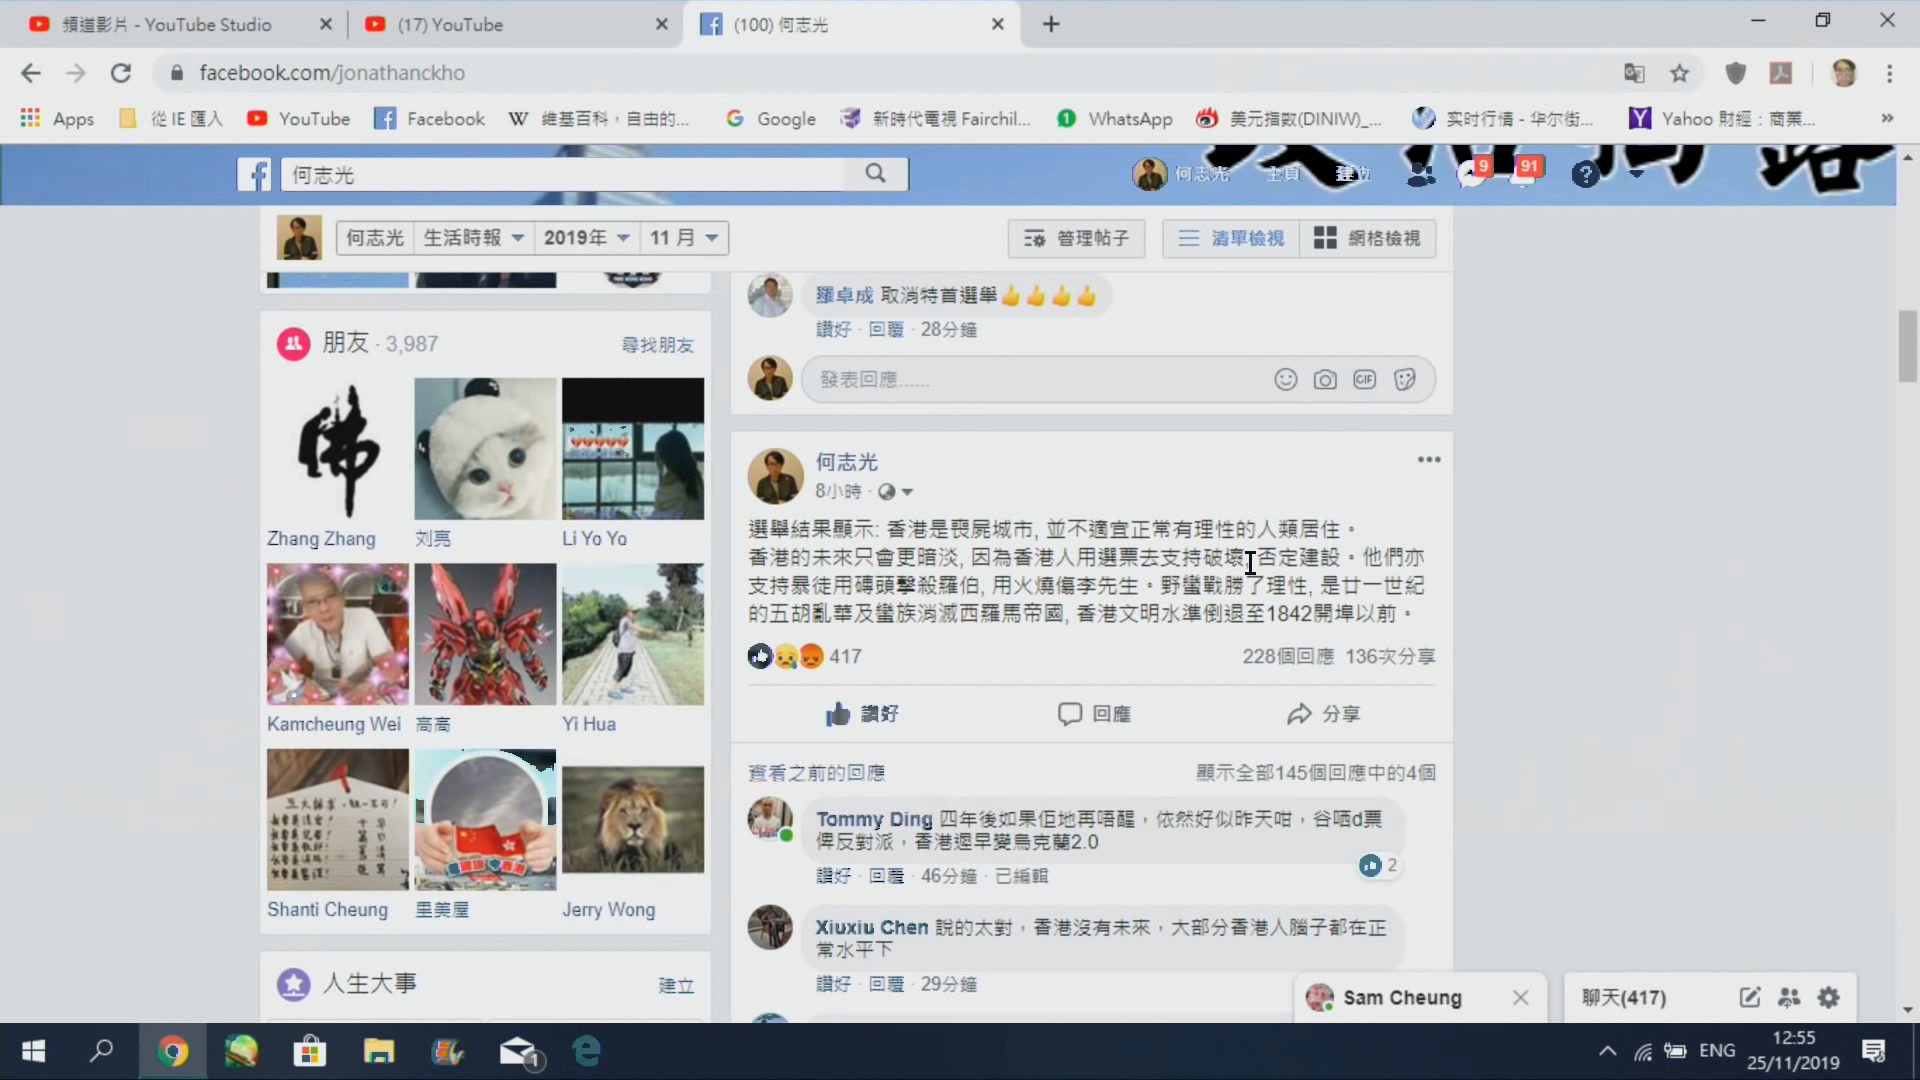 頻道影片 - YouTube Studio
(17) YouTube
(100) 何志光
facebook.com/jonathanckho
Apps
從 IE 匯入
YouTube
Facebook
維基百科，自由的...
Google
新時代電視 Fairchil...
WhatsApp
美元指數(DINIW)_...
实时行情 - 华尔街...
Yahoo 財經：商業...
何志光
何志光
主頁
建立
9
91
何志光
生活時報
2019年
11 月
管理帖子
清單檢視
網格檢視
羅卓成 取消特首選舉👍👍👍👍
讚好 · 回覆 · 28分鐘
發表回應......
GIF
朋友 · 3,987
尋找朋友
佛
Zhang Zhang
刘亮
Li Yo Yo
Kamcheung Wei
高高
Yi Hua
Shanti Cheung
里美屋
Jerry Wong
人生大事
建立
何志光
8小時
選舉結果顯示: 香港是喪屍城市, 並不適宜正常有理性的人類居住。
香港的未來只會更暗淡, 因為香港人用選票去支持破壞,否定建設。他們亦
支持暴徒用磚頭擊殺羅伯, 用火燒傷李先生。野蠻戰勝了理性, 是廿一世紀
的五胡亂華及蠻族消滅西羅馬帝國, 香港文明水準倒退至1842開埠以前。
417
228個回應 136次分享
讚好
回應
分享
查看之前的回應
顯示全部145個回應中的4個
Tommy Ding 四年後如果佢地再唔醒，依然好似昨天咁，谷晒d票
俾反對派，香港遲早變烏克蘭2.0
2
讚好 · 回覆 · 46分鐘 · 已編輯
Xiuxiu Chen 說的太對，香港沒有未來，大部分香港人腦子都在正
常水平下
讚好 · 回覆 · 29分鐘
Sam Cheung
聊天(417)
1
ENG
12:55
25/11/2019